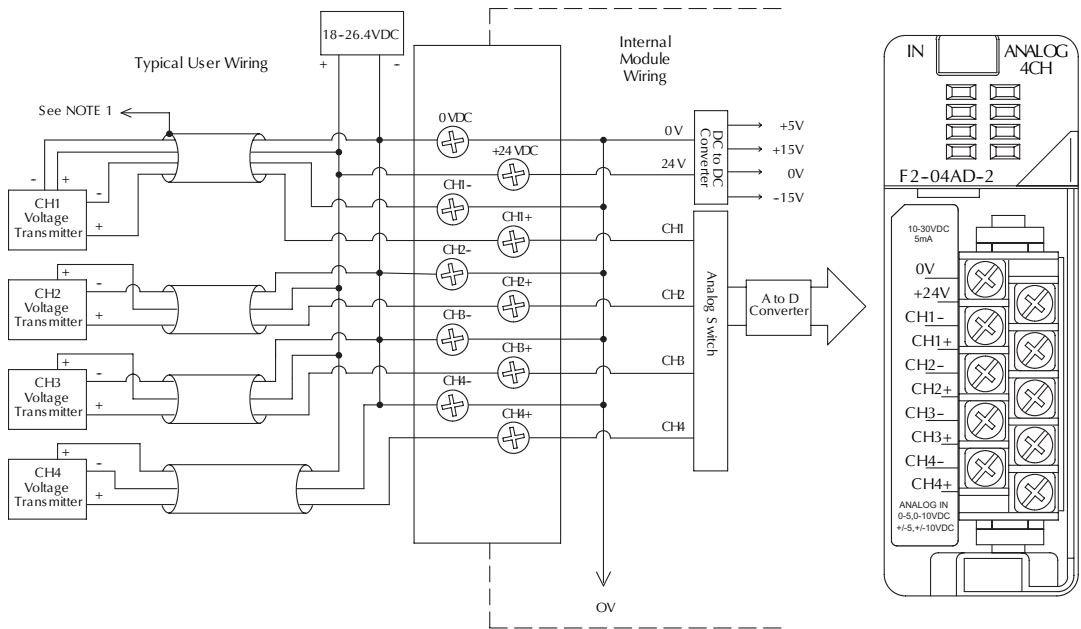 18-26.4VDC
+ -
Typical User Wiring
Internal
Module
Wiring
See NOTE 1
- +
-
+
CH1
Voltage
Transmitter
+
-
+
CH2
Voltage
Transmitter
+
-
+
CH3
Voltage
Transmitter
+
-
+
CH4
Voltage
Transmitter
0 VDC
+24 VDC
CH1-
CH1+
CH2-
CH2+
CH3-
CH3+
CH4-
CH4+
0 V
24 V
CH1
CH2
CH3
CH4
DC to DC
Converter
+5V
+15V
0V
-15V
Analog Switch
A to D
Converter
OV
IN
ANALOG
4CH
F2-04AD-2
10-30VDC
5mA
0V
+24V
CH1-
CH1+
CH2-
CH2+
CH3-
CH3+
CH4-
CH4+
ANALOG IN
0-5,0-10VDC
+/-5,+/-10VDC